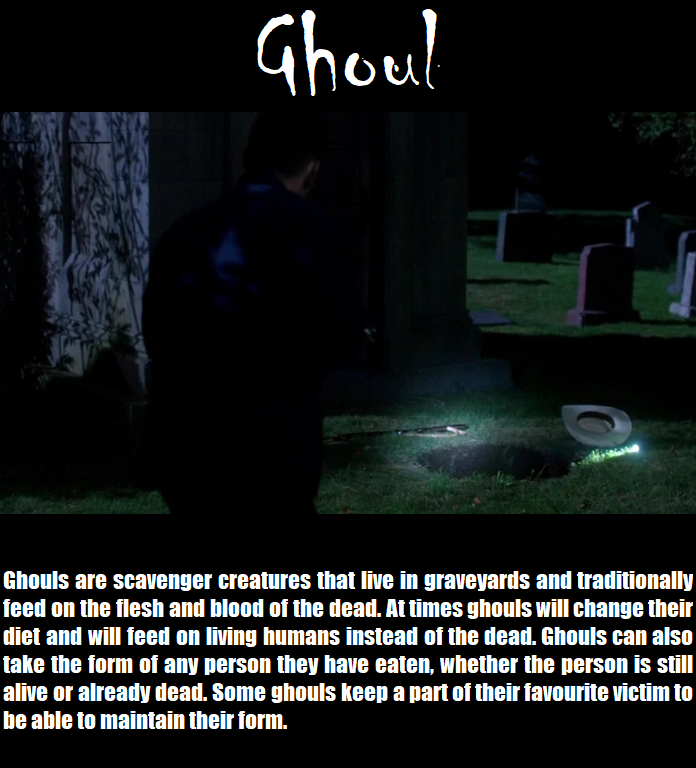 Ghoul
Ghouls are scavenger creatures that live in graveyards and traditionally
feed on the flesh and blood of the dead. At times ghouls will change their
diet and will feed on living humans instead of the dead. Ghouls can also
take the form of any person they have eaten, whether the person is still
alive or already dead. Some ghouls keep a part of their favourite victim to
be able to maintain their form.